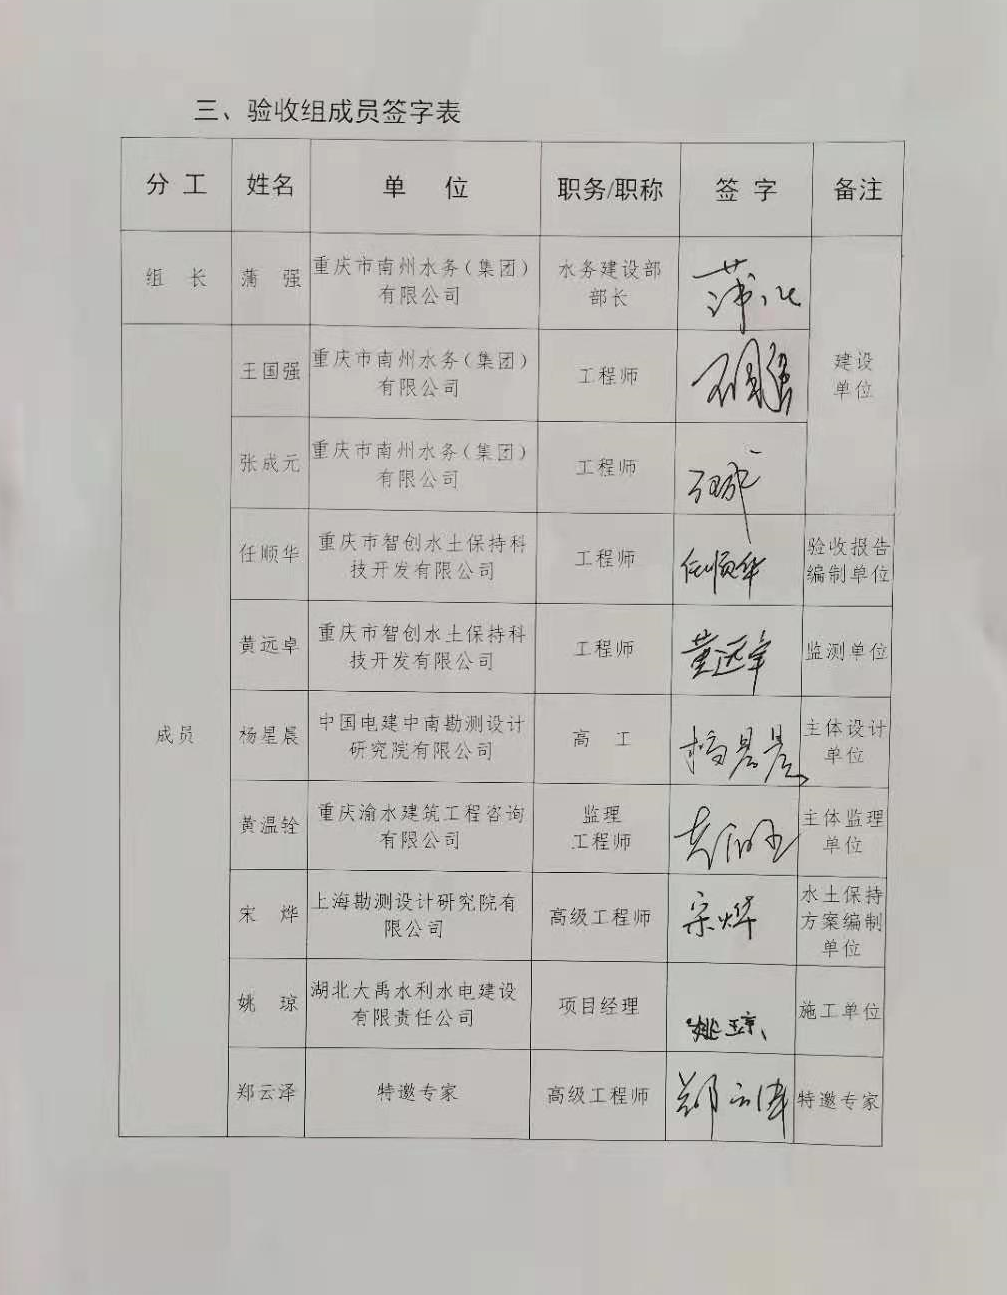 三、验收组成员签字表
分 工 姓名 单 位 职务/职称 签 字 备注
组 长 蒲 强 重庆市南州水务(集团)
有限公司 水务建设部
部长 蒲强 建设
单位
成员
王国强 重庆市南州水务(集团)
有限公司 工程师 王国强
张成元 重庆市南州水务(集团)
有限公司 工程师
任顺华 重庆市智创水土保持科
技开发有限公司 工程师 任顺华 验收报告
编制单位
黄远卓 重庆市智创水土保持科
技开发有限公司 工程师 黄远卓 监测单位
杨星晨 中国电建中南勘测设计
研究院有限公司 高 工 杨星晨 主体设计
单位
黄温铨 重庆渝水建筑工程咨询
有限公司 监理
工程师 主体监理
单位
宋 烨 上海勘测设计研究院有
限公司 高级工程师 宋烨 水土保持
方案编制
单位
姚 琼 湖北大禹水利水电建设
有限责任公司 项目经理 姚琼 施工单位
郑云泽 特邀专家 高级工程师 郑云泽 特邀专家